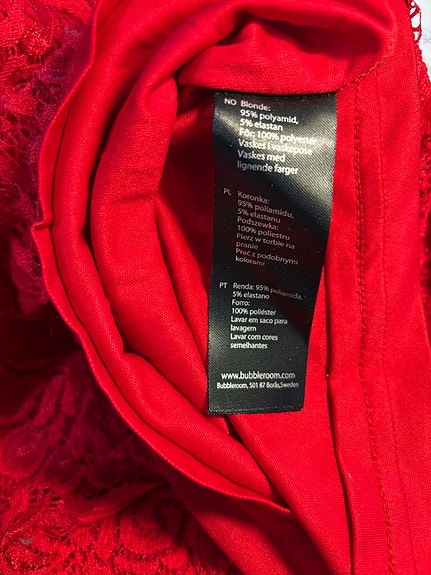 NO Blonde:
95% polyamid,
5% elastan
Fôr: 100% polyester
Vaskes i vaskepose
Vaskes med
lignende farger
PL Koronka:
95% poliamidu,
5% elastanu
Podszewka:
100% poliestru
Pierz w torbie na
pranie
Prać z podobnymi
kolorami
PT Renda: 95% poliamida,
5% elastano
Forro:
100% poliéster
Lavar em saco para
lavagem
Lavar com cores
semelhantes
www.bubbleroom.com
Bubbleroom, 501 87 Borås, Sweden